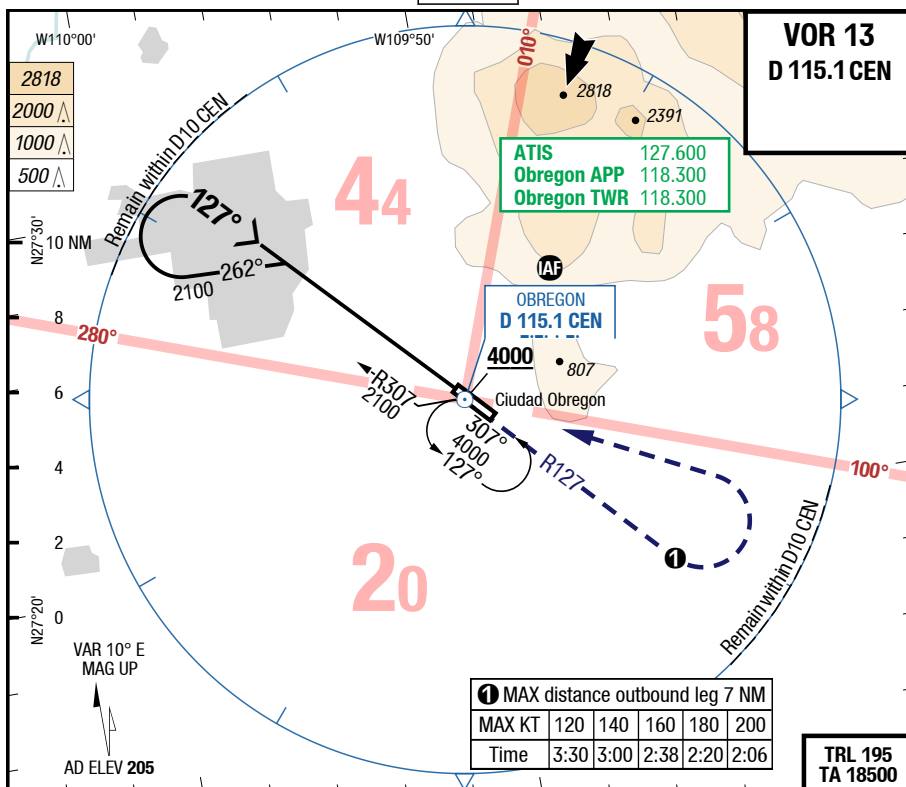 W110°00'
W109°50'
VOR 13
D 115.1 CEN
2818
2000
1000
500
Remain within D10 CEN
010°
2818
2391
ATIS 127.600
Obregon APP 118.300
Obregon TWR 118.300
44
127°
N27°30'
10 NM
262°
2100
IAF
OBREGON
D 115.1 CEN
58
8
280°
4000
807
6
R307
2100
Ciudad Obregon
307°
4000
127°
R127
100°
4
2
1
20
Remain within D10 CEN
N27°20'
0
VAR 10° E
MAG UP
AD ELEV 205
1 MAX distance outbound leg 7 NM
MAX KT 120 140 160 180 200
Time 3:30 3:00 2:38 2:20 2:06
TRL 195
TA 18500